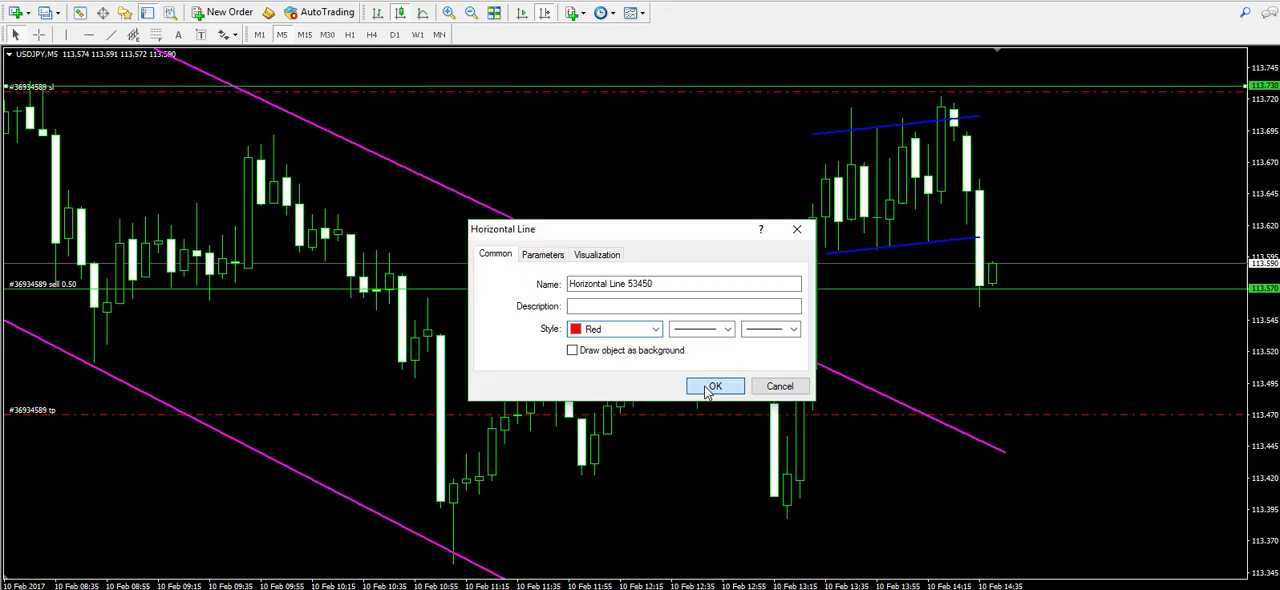 New Order AutoTrading
A T M1 M5 M15 M30 H1 H4 D1 W1 MN
USDJPY,M5 113.574 113.591 113.572 113.590
113.745
#36934589 sl
113.730
113.720
113.695
113.670
113.645
113.620
113.595
113.590
#36934589 sell 0.50
113.570
113.520
113.495
#36934589 tp
113.470
113.445
113.420
113.395
113.370
113.345
Horizontal Line ?
Common Parameters Visualization
Name: Horizontal Line 53450
Description:
Style: Red
Draw object as background
OK Cancel
10 Feb 2017 10 Feb 08:35 10 Feb 08:55 10 Feb 09:15 10 Feb 09:35 10 Feb 09:55 10 Feb 10:15 10 Feb 10:35 10 Feb 10:55 10 Feb 11:15 10 Feb 11:35 10 Feb 11:55 10 Feb 12:15 10 Feb 12:35 10 Feb 12:55 10 Feb 13:15 10 Feb 13:35 10 Feb 13:55 10 Feb 14:15 10 Feb 14:35